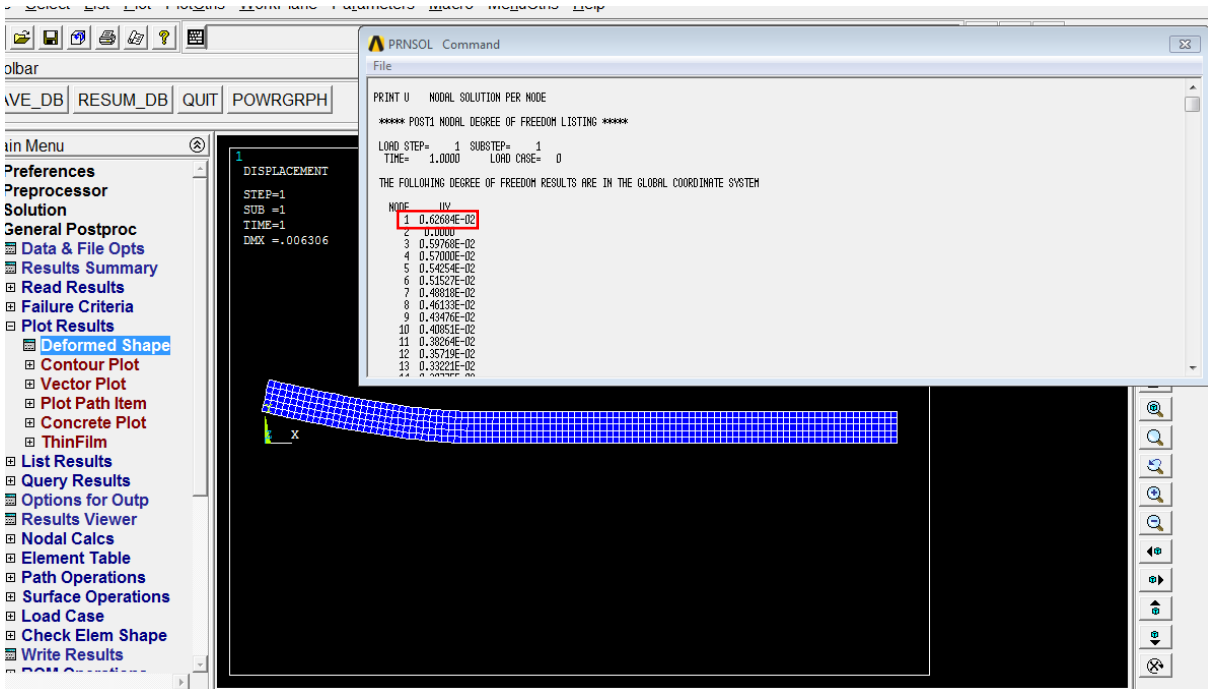 Select List Plot WorkPlane Parameters Macro MenuCtrls Help
PRNSOL Command
File
olbar
AVE_DB RESUM_DB QUIT POWRGRPH
PRINT U NODAL SOLUTION PER NODE
***** POST1 NODAL DEGREE OF FREEDOM LISTING *****
LOAD STEP= 1 SUBSTEP= 1
TIME= 1.0000 LOAD CASE= 0
THE FOLLOWING DEGREE OF FREEDOM RESULTS ARE IN THE GLOBAL COORDINATE SYSTEM
NODE UY
1 0.62684E-02
2 0.0000
3 0.59768E-02
4 0.57000E-02
5 0.54254E-02
6 0.51527E-02
7 0.48818E-02
8 0.46133E-02
9 0.43476E-02
10 0.40851E-02
11 0.38264E-02
12 0.35719E-02
13 0.33221E-02
ain Menu
Preferences
Preprocessor
Solution
General Postproc
Data & File Opts
Results Summary
Read Results
Failure Criteria
Plot Results
Deformed Shape
Contour Plot
Vector Plot
Plot Path Item
Concrete Plot
ThinFilm
List Results
Query Results
Options for Outp
Results Viewer
Nodal Calcs
Element Table
Path Operations
Surface Operations
Load Case
Check Elem Shape
Write Results
1
DISPLACEMENT
STEP=1
SUB =1
TIME=1
DMX =.006306
X